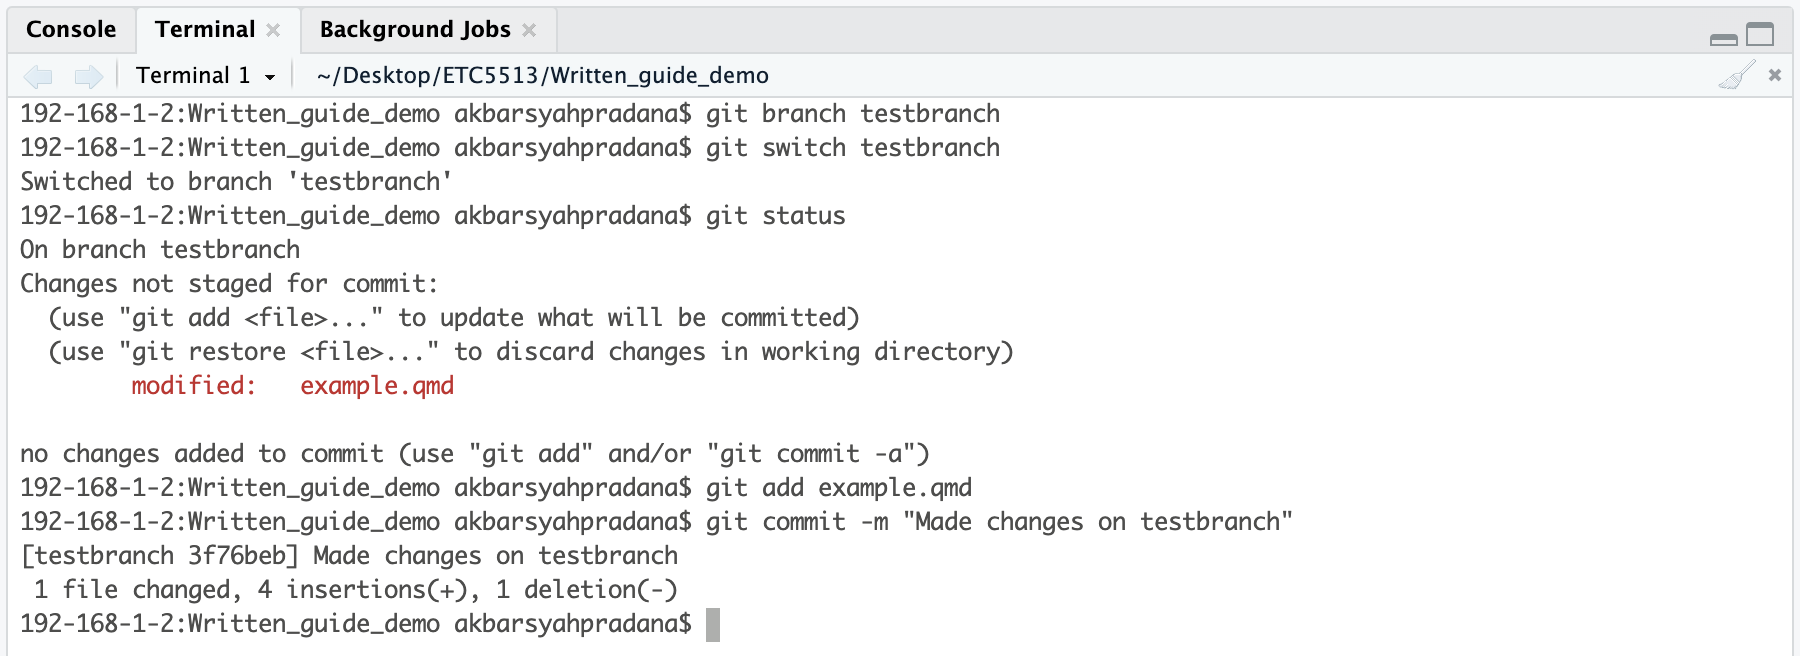 Console Terminal Background Jobs
Terminal 1 ~/Desktop/ETC5513/Written_guide_demo
192-168-1-2:Written_guide_demo akbarsyahpradana$ git branch testbranch
192-168-1-2:Written_guide_demo akbarsyahpradana$ git switch testbranch
Switched to branch 'testbranch'
192-168-1-2:Written_guide_demo akbarsyahpradana$ git status
On branch testbranch
Changes not staged for commit:
  (use "git add <file>..." to update what will be committed)
  (use "git restore <file>..." to discard changes in working directory)
        modified:   example.qmd
no changes added to commit (use "git add" and/or "git commit -a")
192-168-1-2:Written_guide_demo akbarsyahpradana$ git add example.qmd
192-168-1-2:Written_guide_demo akbarsyahpradana$ git commit -m "Made changes on testbranch"
[testbranch 3f76beb] Made changes on testbranch
 1 file changed, 4 insertions(+), 1 deletion(-)
192-168-1-2:Written_guide_demo akbarsyahpradana$